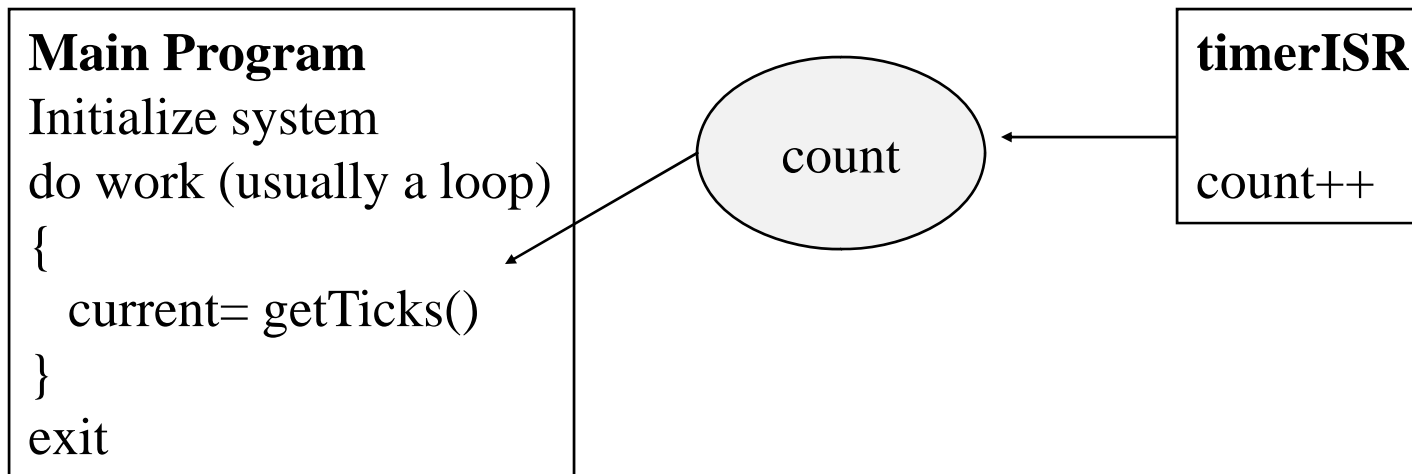 Main Program
Initialize system
do work (usually a loop)
{
current= getTicks()
}
exit
count
timerISR
count++